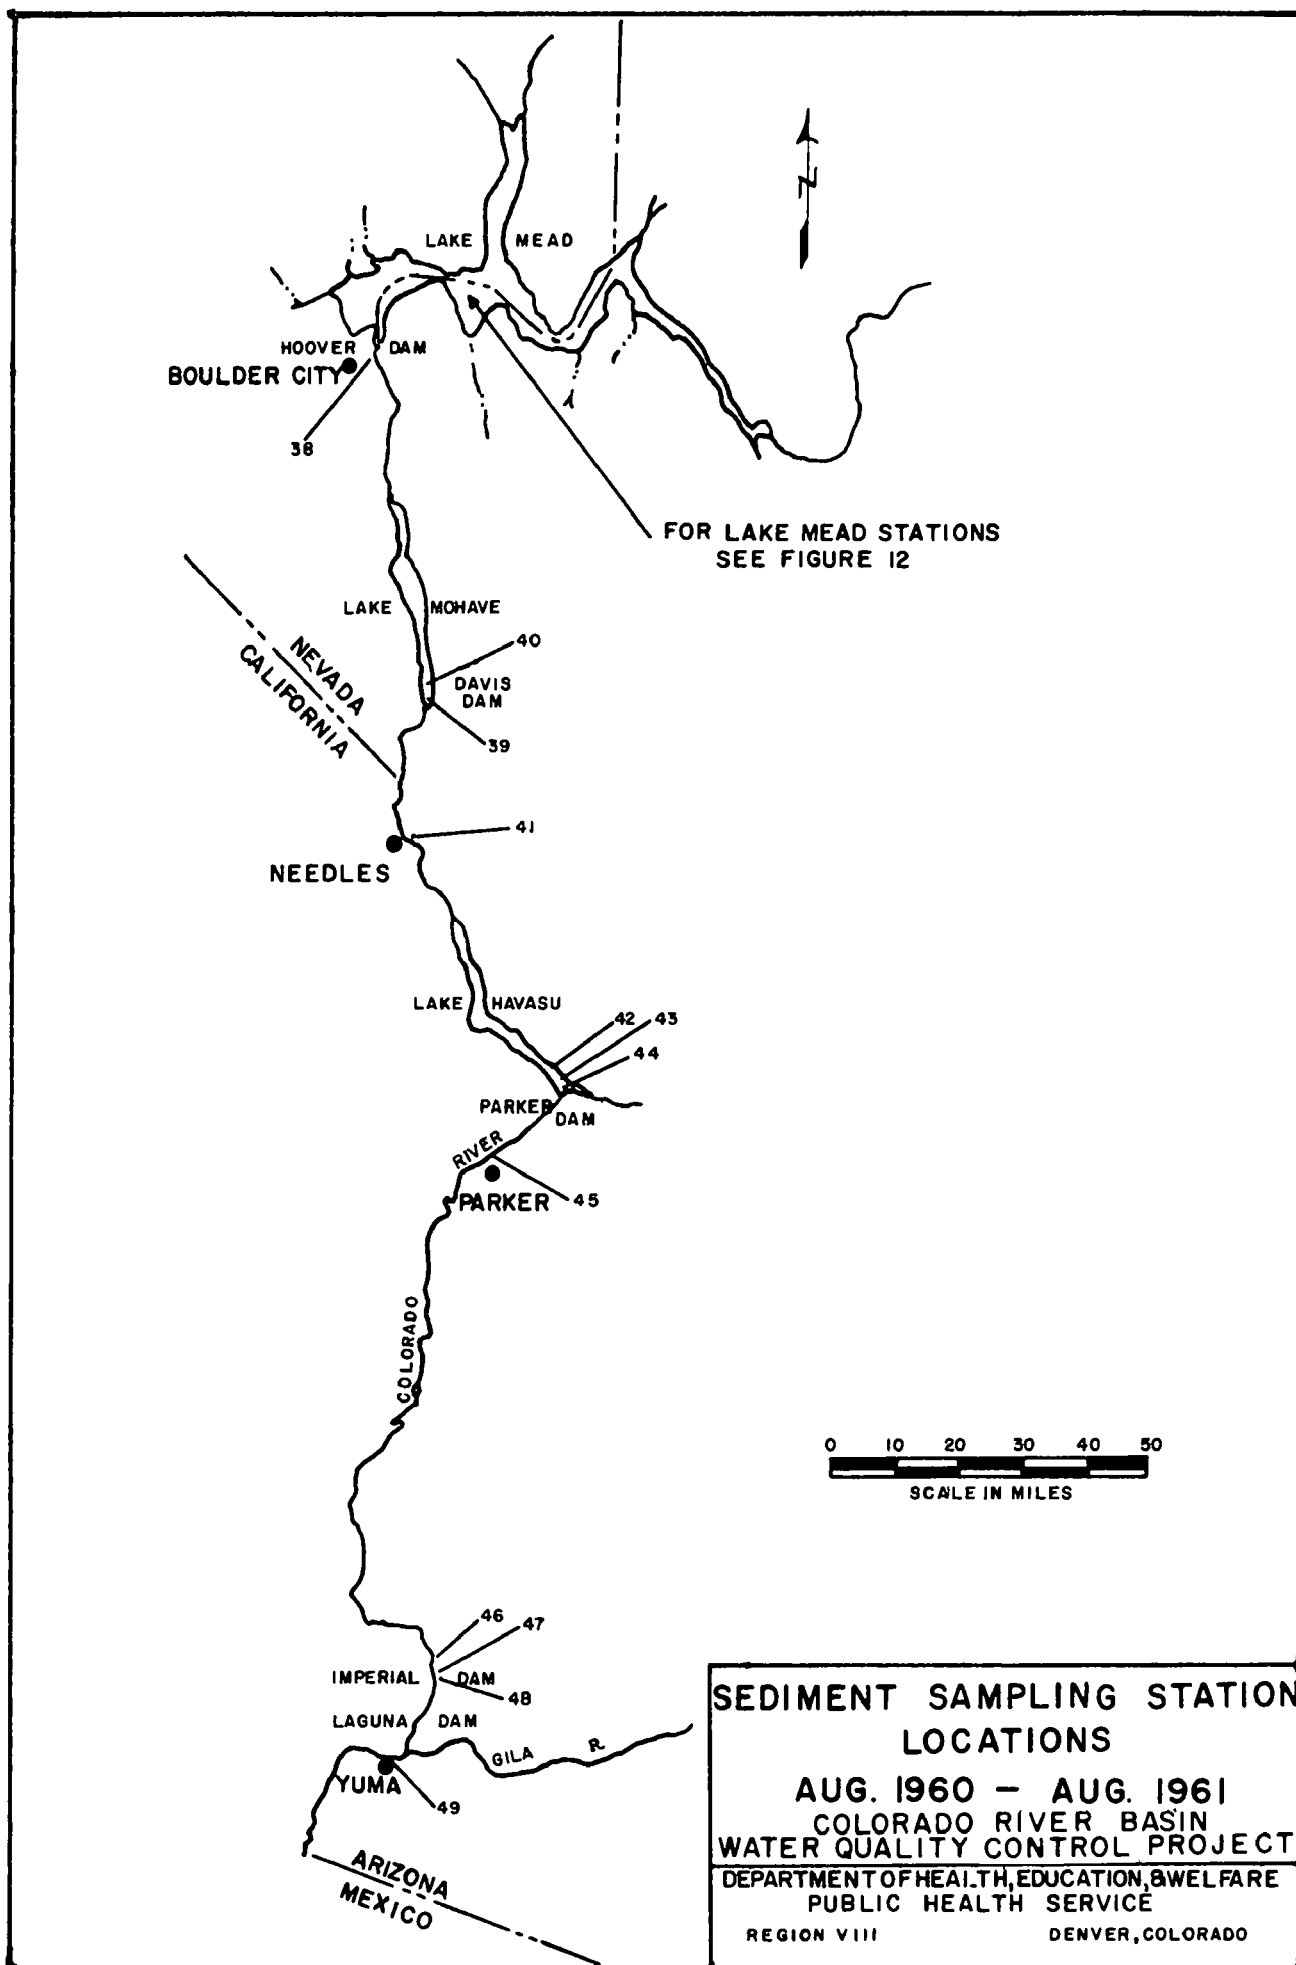 N
LAKE MEAD
HOOVER DAM
BOULDER CITY
38
FOR LAKE MEAD STATIONS
SEE FIGURE 12
LAKE MOHAVE
40
NEVADA
CALIFORNIA
DAVIS
DAM
39
41
NEEDLES
LAKE HAVASU
42
43
44
PARKER
DAM
RIVER
PARKER
45
COLORADO
0 10 20 30 40 50
SCALE IN MILES
46
47
IMPERIAL DAM
48
LAGUNA DAM
GILA R
YUMA
49
ARIZONA
MEXICO
SEDIMENT SAMPLING STATION
LOCATIONS
AUG. 1960 — AUG. 1961
COLORADO RIVER BASIN
WATER QUALITY CONTROL PROJECT
DEPARTMENT OF HEALTH, EDUCATION, & WELFARE
PUBLIC HEALTH SERVICE
REGION VIII DENVER, COLORADO